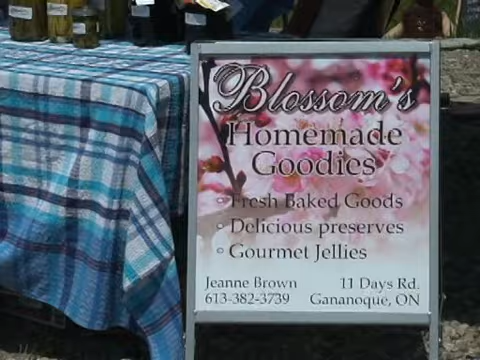 Blossom's
Homemade
Goodies
Fresh Baked Goods
Delicious preserves
Gourmet Jellies
Jeanne Brown 11 Days Rd.
613-382-3739 Gananoque, ON